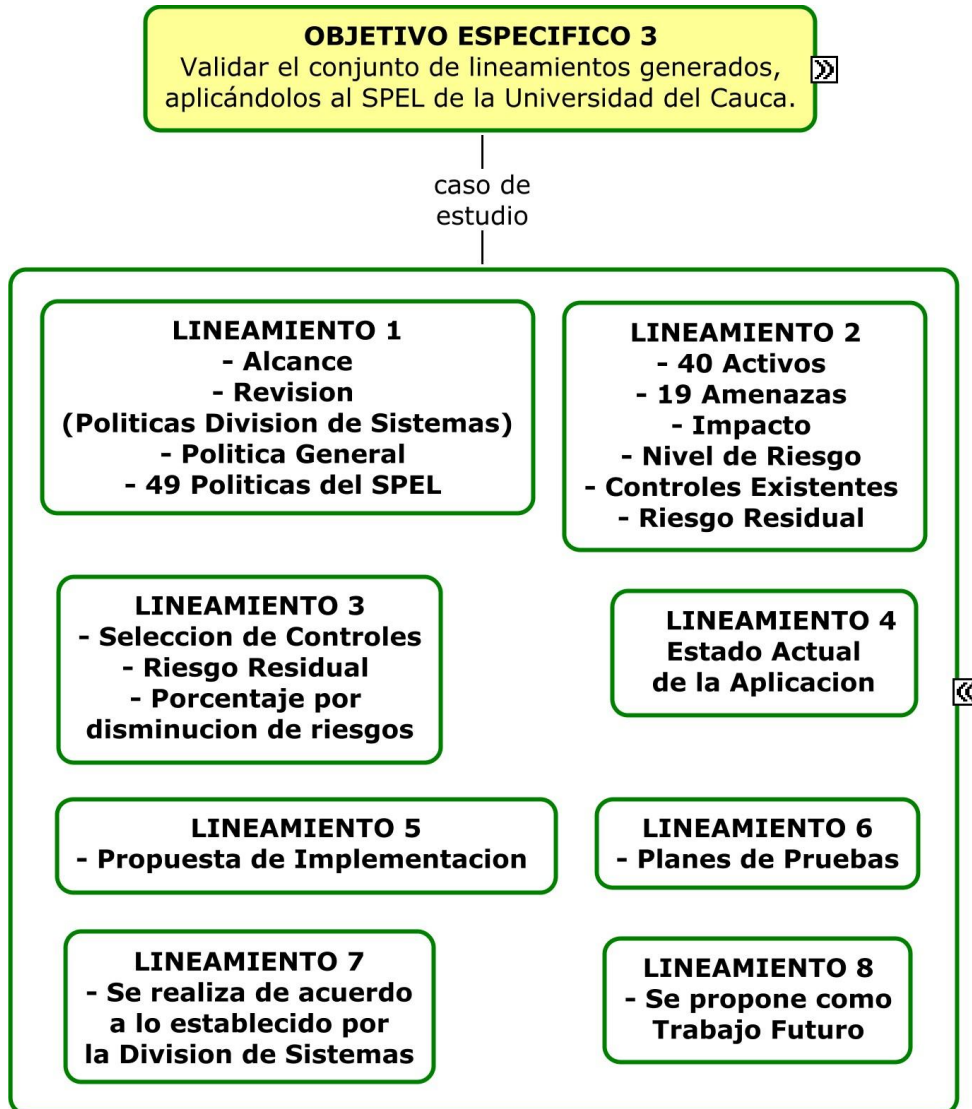 OBJETIVO ESPECIFICO 3
Validar el conjunto de lineamientos generados,
aplicándolos al SPEL de la Universidad del Cauca.
caso de
estudio
LINEAMIENTO 1
- Alcance
- Revision
(Politicas Division de Sistemas)
- Politica General
- 49 Politicas del SPEL
LINEAMIENTO 2
- 40 Activos
- 19 Amenazas
- Impacto
- Nivel de Riesgo
- Controles Existentes
- Riesgo Residual
LINEAMIENTO 3
- Seleccion de Controles
- Riesgo Residual
- Porcentaje por
disminucion de riesgos
LINEAMIENTO 4
Estado Actual
de la Aplicacion
LINEAMIENTO 5
- Propuesta de Implementacion
LINEAMIENTO 6
- Planes de Pruebas
LINEAMIENTO 7
- Se realiza de acuerdo
a lo establecido por
la Division de Sistemas
LINEAMIENTO 8
- Se propone como
Trabajo Futuro